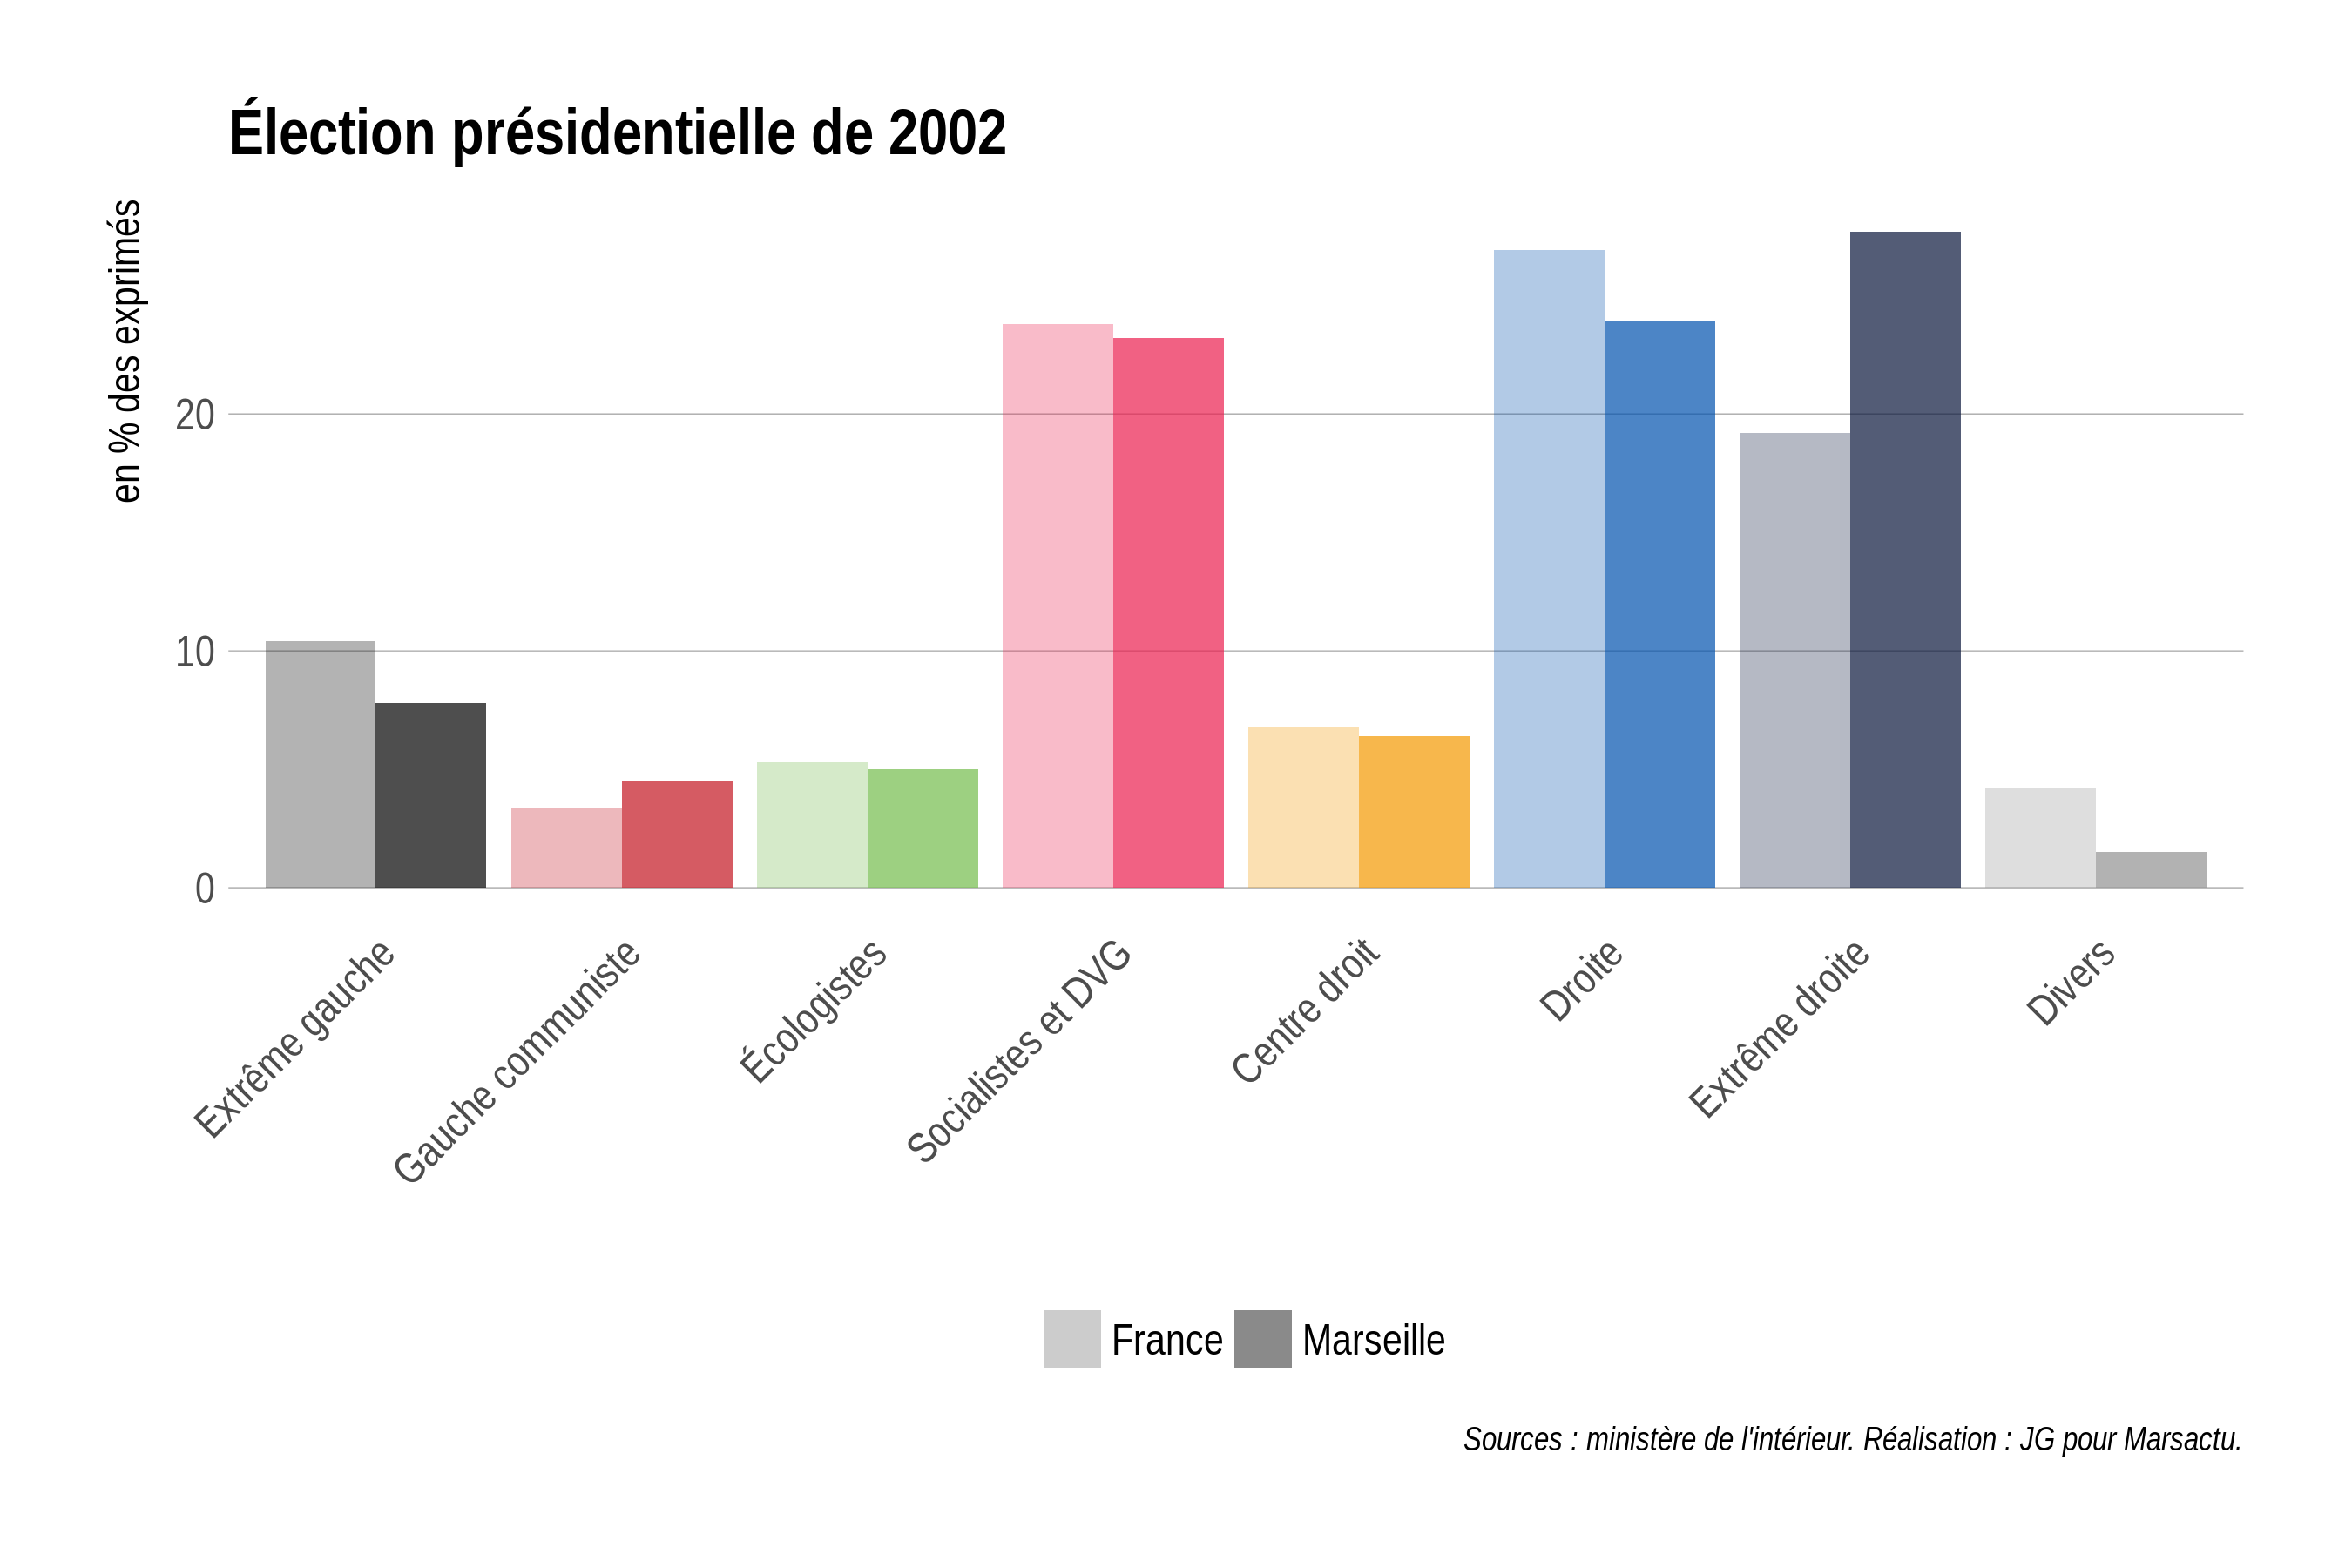 Élection présidentielle de 2002
en % des exprimés
20
10
0
Extrême gauche
Gauche communiste
Écologistes
Socialistes et DVG
Centre droit
Droite
Extrême droite
Divers
France Marseille
Sources : ministère de l'intérieur. Réalisation : JG pour Marsactu.